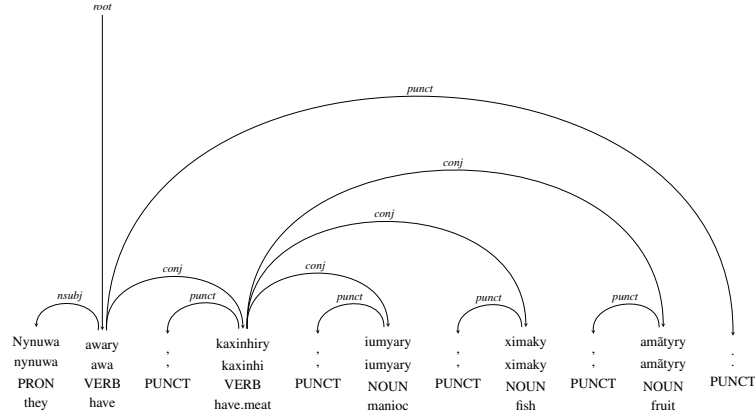 root
punct
conj
conj
conj
conj
nsubj
punct
punct
punct
punct
Nynuwa awary , kaxinhiry , iumyary , ximaky , amãtyry .
nynuwa awa , kaxinhi , iumyary , ximaky , amãtyry .
PRON VERB PUNCT VERB PUNCT NOUN PUNCT NOUN PUNCT NOUN PUNCT
they have have.meat manioc fish fruit